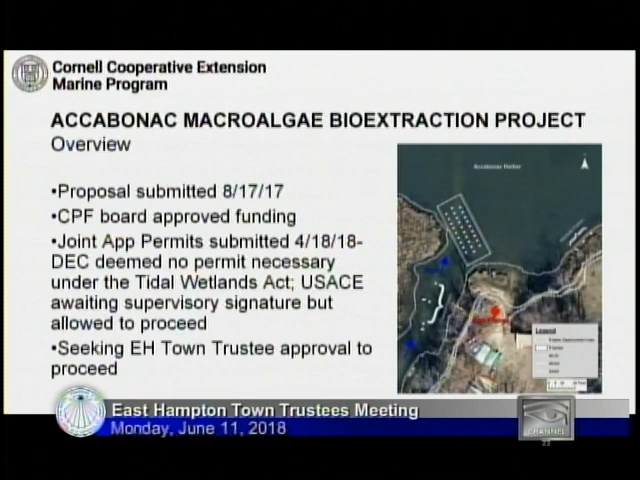 Cornell Cooperative Extension
Marine Program
ACCABONAC MACROALGAE BIOEXTRACTION PROJECT
Overview
•Proposal submitted 8/17/17
•CPF board approved funding
•Joint App Permits submitted 4/18/18-
DEC deemed no permit necessary
under the Tidal Wetlands Act; USACE
awaiting supervisory signature but
allowed to proceed
•Seeking EH Town Trustee approval to
proceed
Accabonac Harbor
Legend
East Hampton Town Trustees Meeting
Monday, June 11, 2018
CHANNEL
22